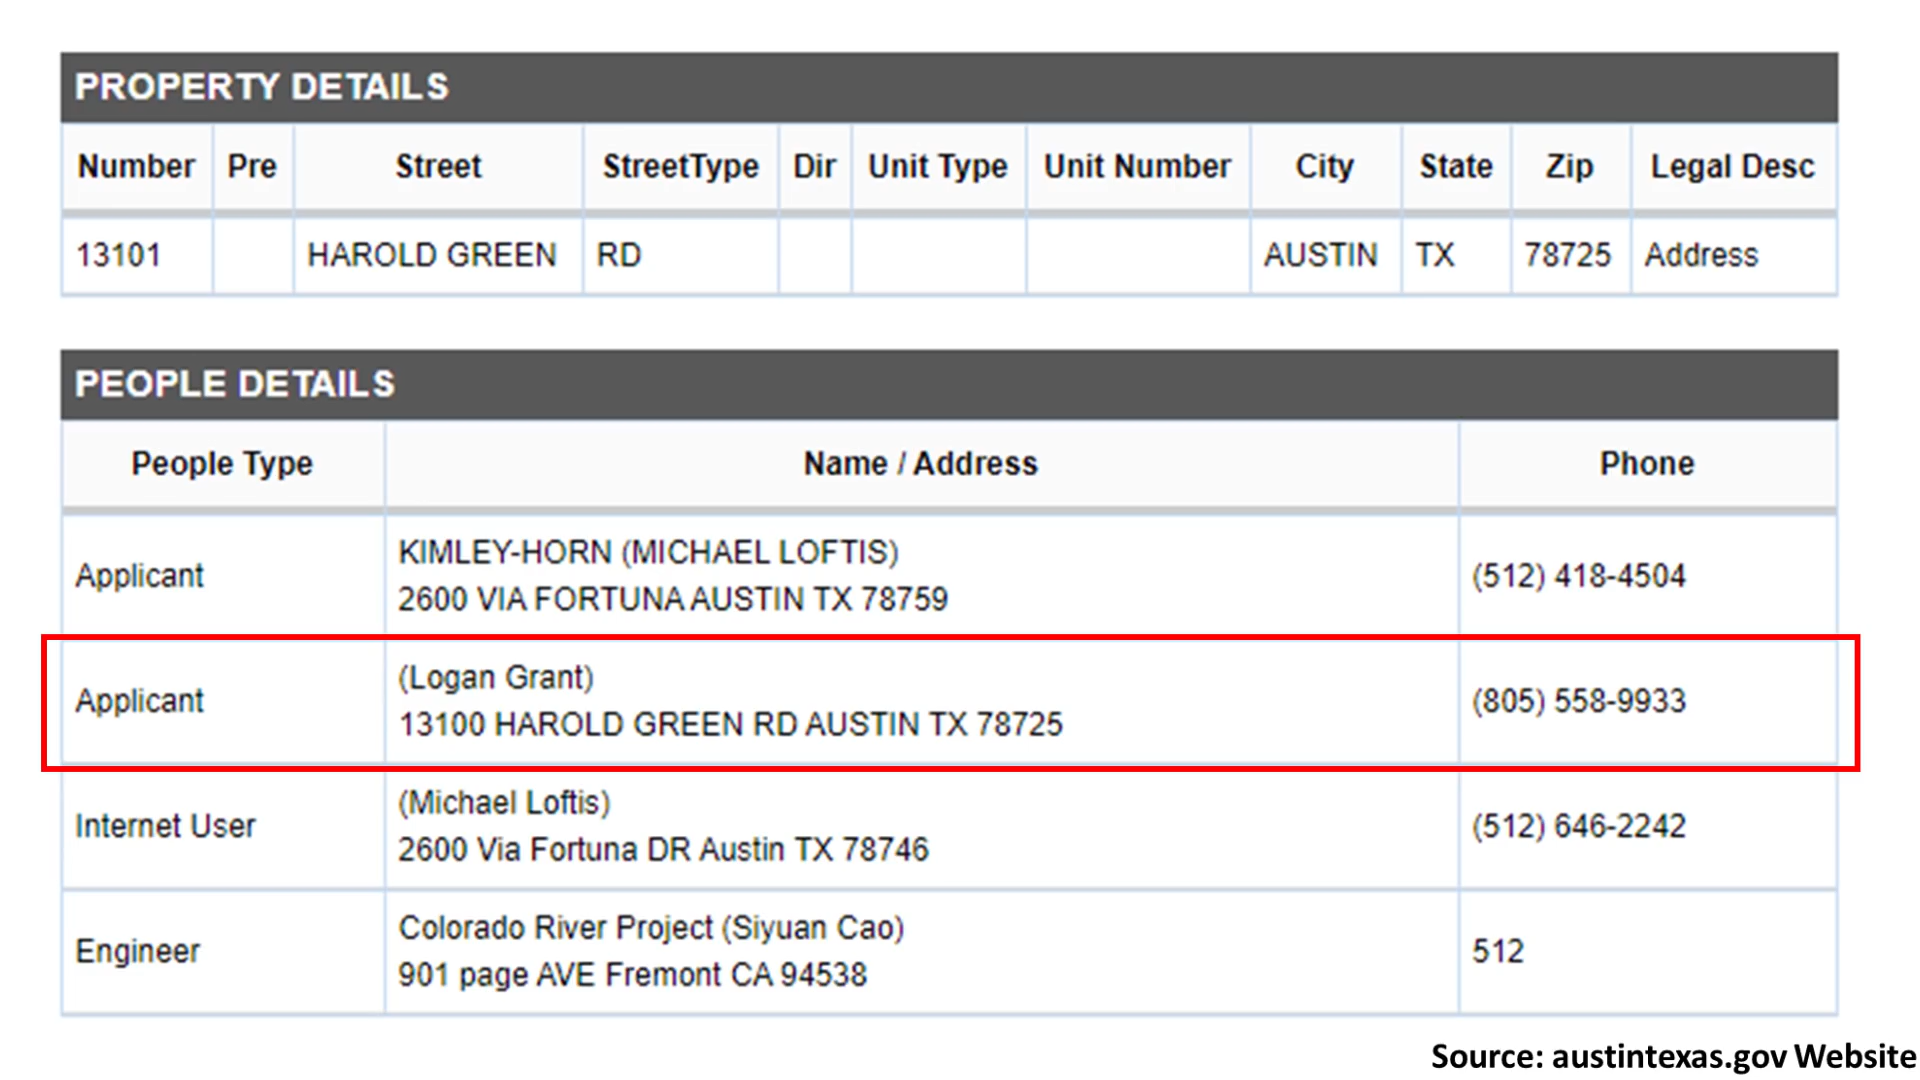 PROPERTY DETAILS
Number Pre Street StreetType Dir Unit Type Unit Number City State Zip Legal Desc
13101 HAROLD GREEN RD AUSTIN TX 78725 Address
PEOPLE DETAILS
People Type Name / Address Phone
Applicant KIMLEY-HORN (MICHAEL LOFTIS) (512) 418-4504
2600 VIA FORTUNA AUSTIN TX 78759
Applicant (Logan Grant) (805) 558-9933
13100 HAROLD GREEN RD AUSTIN TX 78725
Internet User (Michael Loftis) (512) 646-2242
2600 Via Fortuna DR Austin TX 78746
Engineer Colorado River Project (Siyuan Cao) 512
901 page AVE Fremont CA 94538
Source: austintexas.gov Website